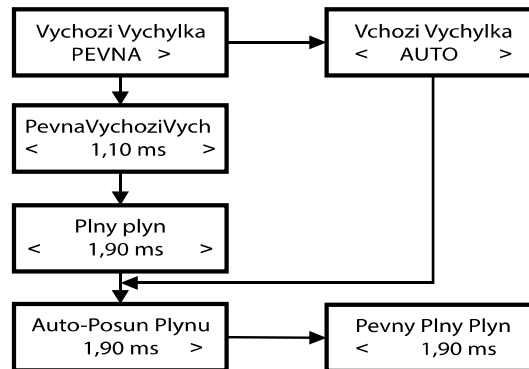 Vychozi Vychylka
PEVNA >
Vchozi Vychylka
< AUTO >
PevnaVychoziVych
< 1,10 ms >
Plny plyn
< 1,90 ms >
Auto-Posun Plynu
1,90 ms >
Pevny Plny Plyn
< 1,90 ms